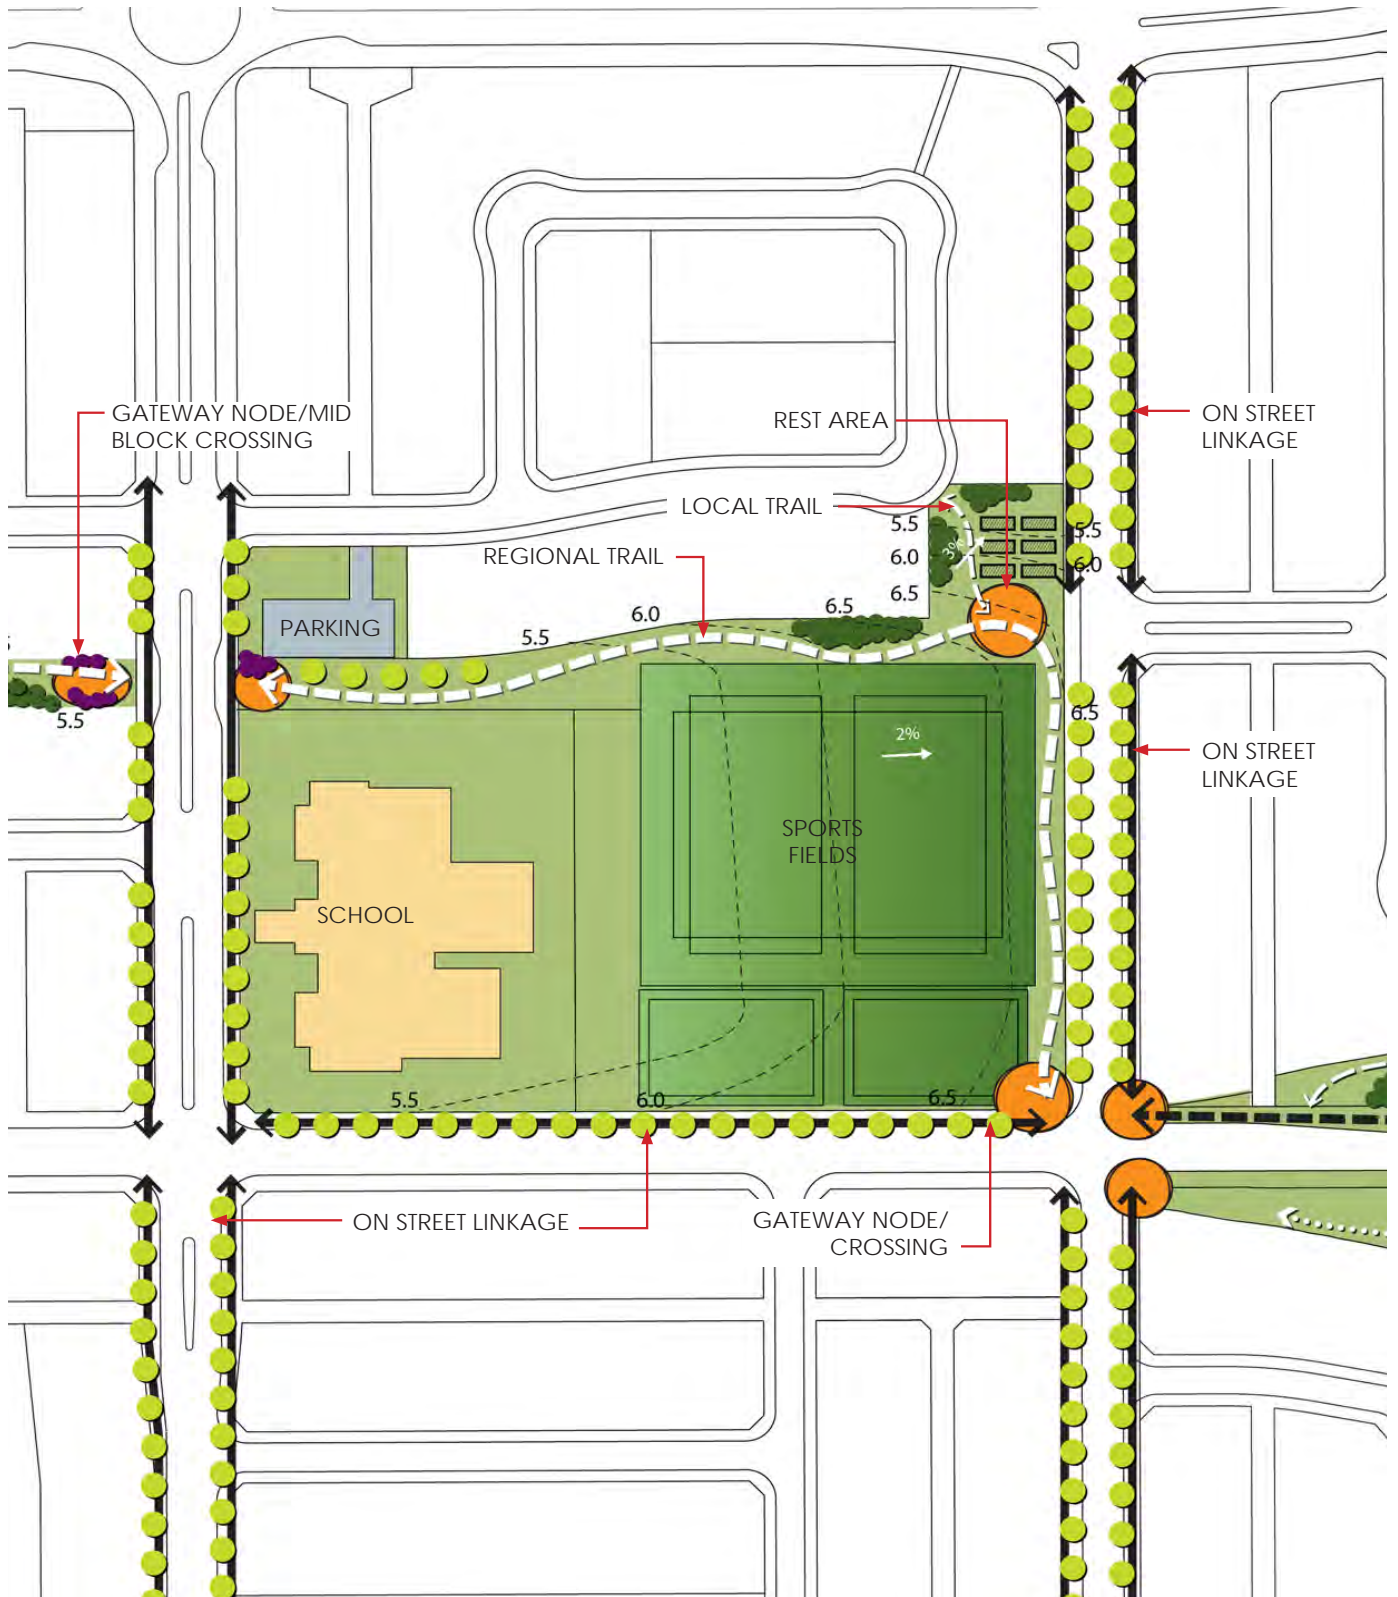 GATEWAY NODE/MID
BLOCK CROSSING
REST AREA
ON STREET
LINKAGE
LOCAL TRAIL
5.5
5.5
REGIONAL TRAIL
3%
6.0
6.0
6.5
6.0
6.5
PARKING
5.5
5.5
6.5
2%
ON STREET
LINKAGE
SPORTS
FIELDS
SCHOOL
5.5
6.0
6.5
ON STREET LINKAGE
GATEWAY NODE/
CROSSING